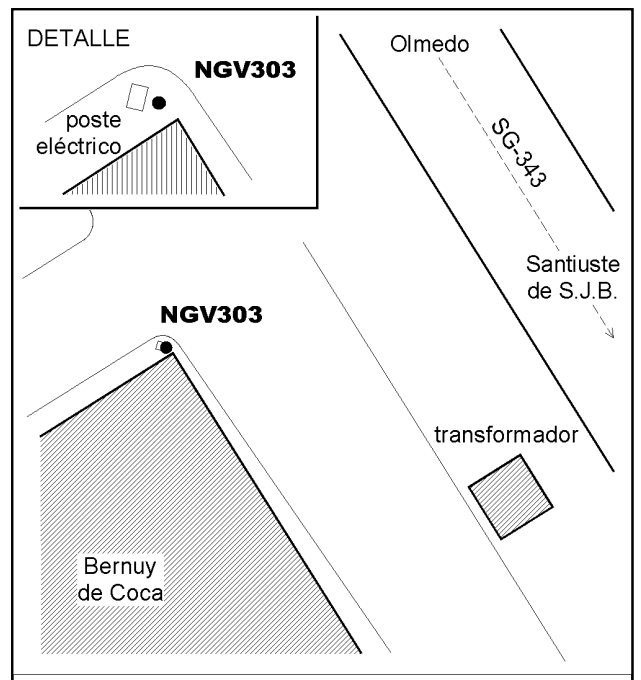 DETALLE
NGV303
poste
eléctrico
Olmedo
SG-343
Santiuste
de S.J.B.
NGV303
transformador
Bernuy
de Coca